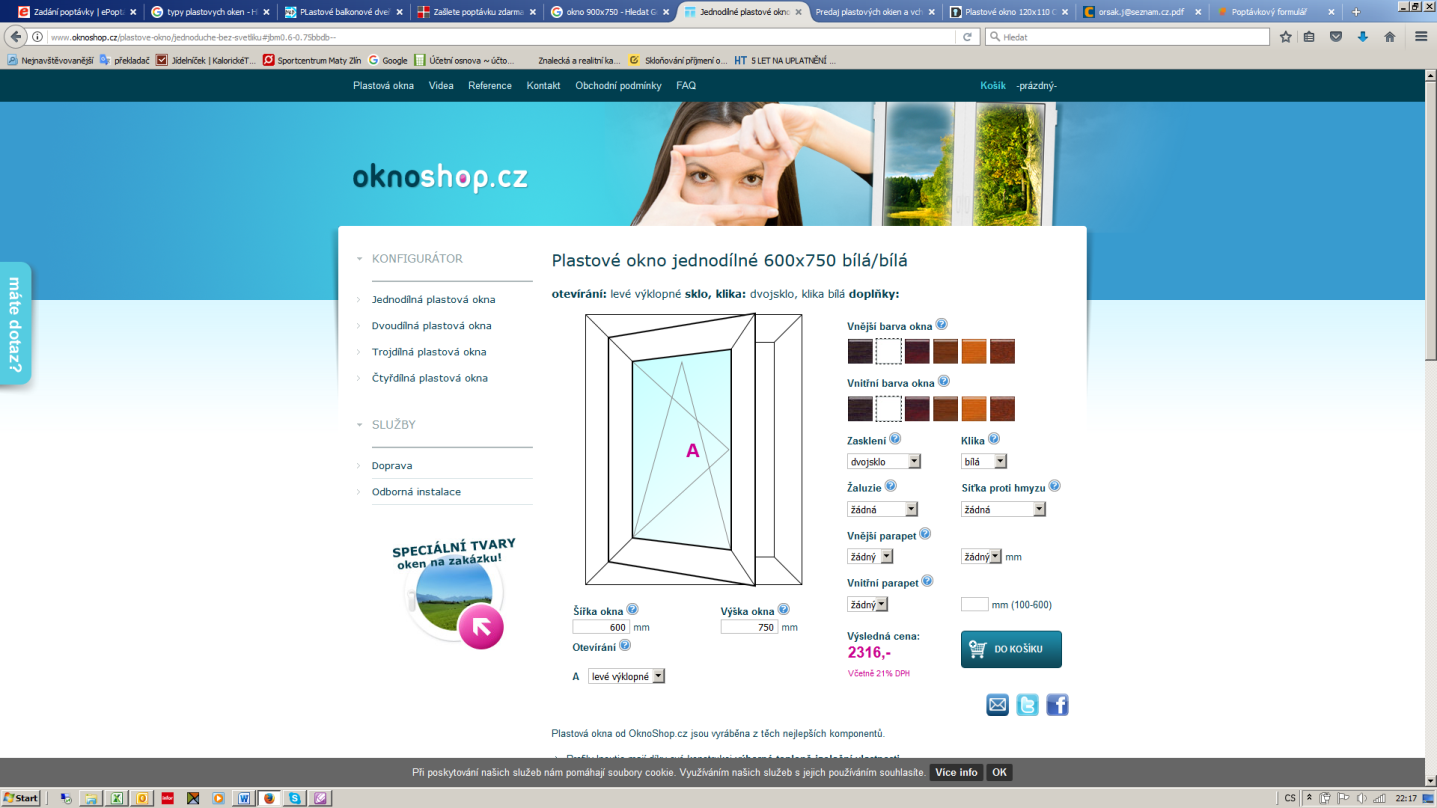 Zadání poptávky | ePopt
typy plastovych oken - H
PLastové balkonové dveř
Zašlete poptávku zdarma
okno 900x750 - Hledat G
Jednodílné plastové okno
Predaj plastových okien a vch
Plastové okno 120x110 O
orsak.j@seznam.cz.pdf
Poptávkový formulář
www.oknoshop.cz/plastove-okno/jednoduche-bez-svetliku#jbm0.6-0.75bbdb--
Hledat
Nejnavštěvovanější
překladač
Jídelníček | KalorickéT...
Sportcentrum Maty Zlín
Google
Účetní osnova ~ účto...
Znalecká a realitní ka...
Skloňování příjmení o...
HT 5 LET NA UPLATNĚNÍ ...
Plastová okna Videa Reference Kontakt Obchodní podmínky FAQ
Košík -prázdný-
oknoshop.cz
máte dotaz?
KONFIGURÁTOR
Jednodílná plastová okna
Dvoudílná plastová okna
Trojdílná plastová okna
Čtyřdílná plastová okna
SLUŽBY
Doprava
Odborná instalace
SPECIÁLNÍ TVARY
oken na zakázku!
Plastové okno jednodílné 600x750 bílá/bílá
otevírání: levé výklopné sklo, klika: dvojsklo, klika bílá doplňky:
A
Šířka okna
600 mm
Výška okna
750 mm
Otevírání
A levé výklopné
Vnější barva okna
Vnitřní barva okna
Zasklení
dvojsklo
Klika
bílá
Žaluzie
žádná
Síťka proti hmyzu
žádná
Vnější parapet
žádný
žádný mm
Vnitřní parapet
žádný
mm (100-600)
Výsledná cena:
2316,-
Včetně 21% DPH
DO KOŠÍKU
Plastová okna od OknoShop.cz jsou vyráběna z těch nejlepších komponentů.
Při poskytování našich služeb nám pomáhají soubory cookie. Využíváním našich služeb s jejich používáním souhlasíte. Více info OK
Start
CS
22:17